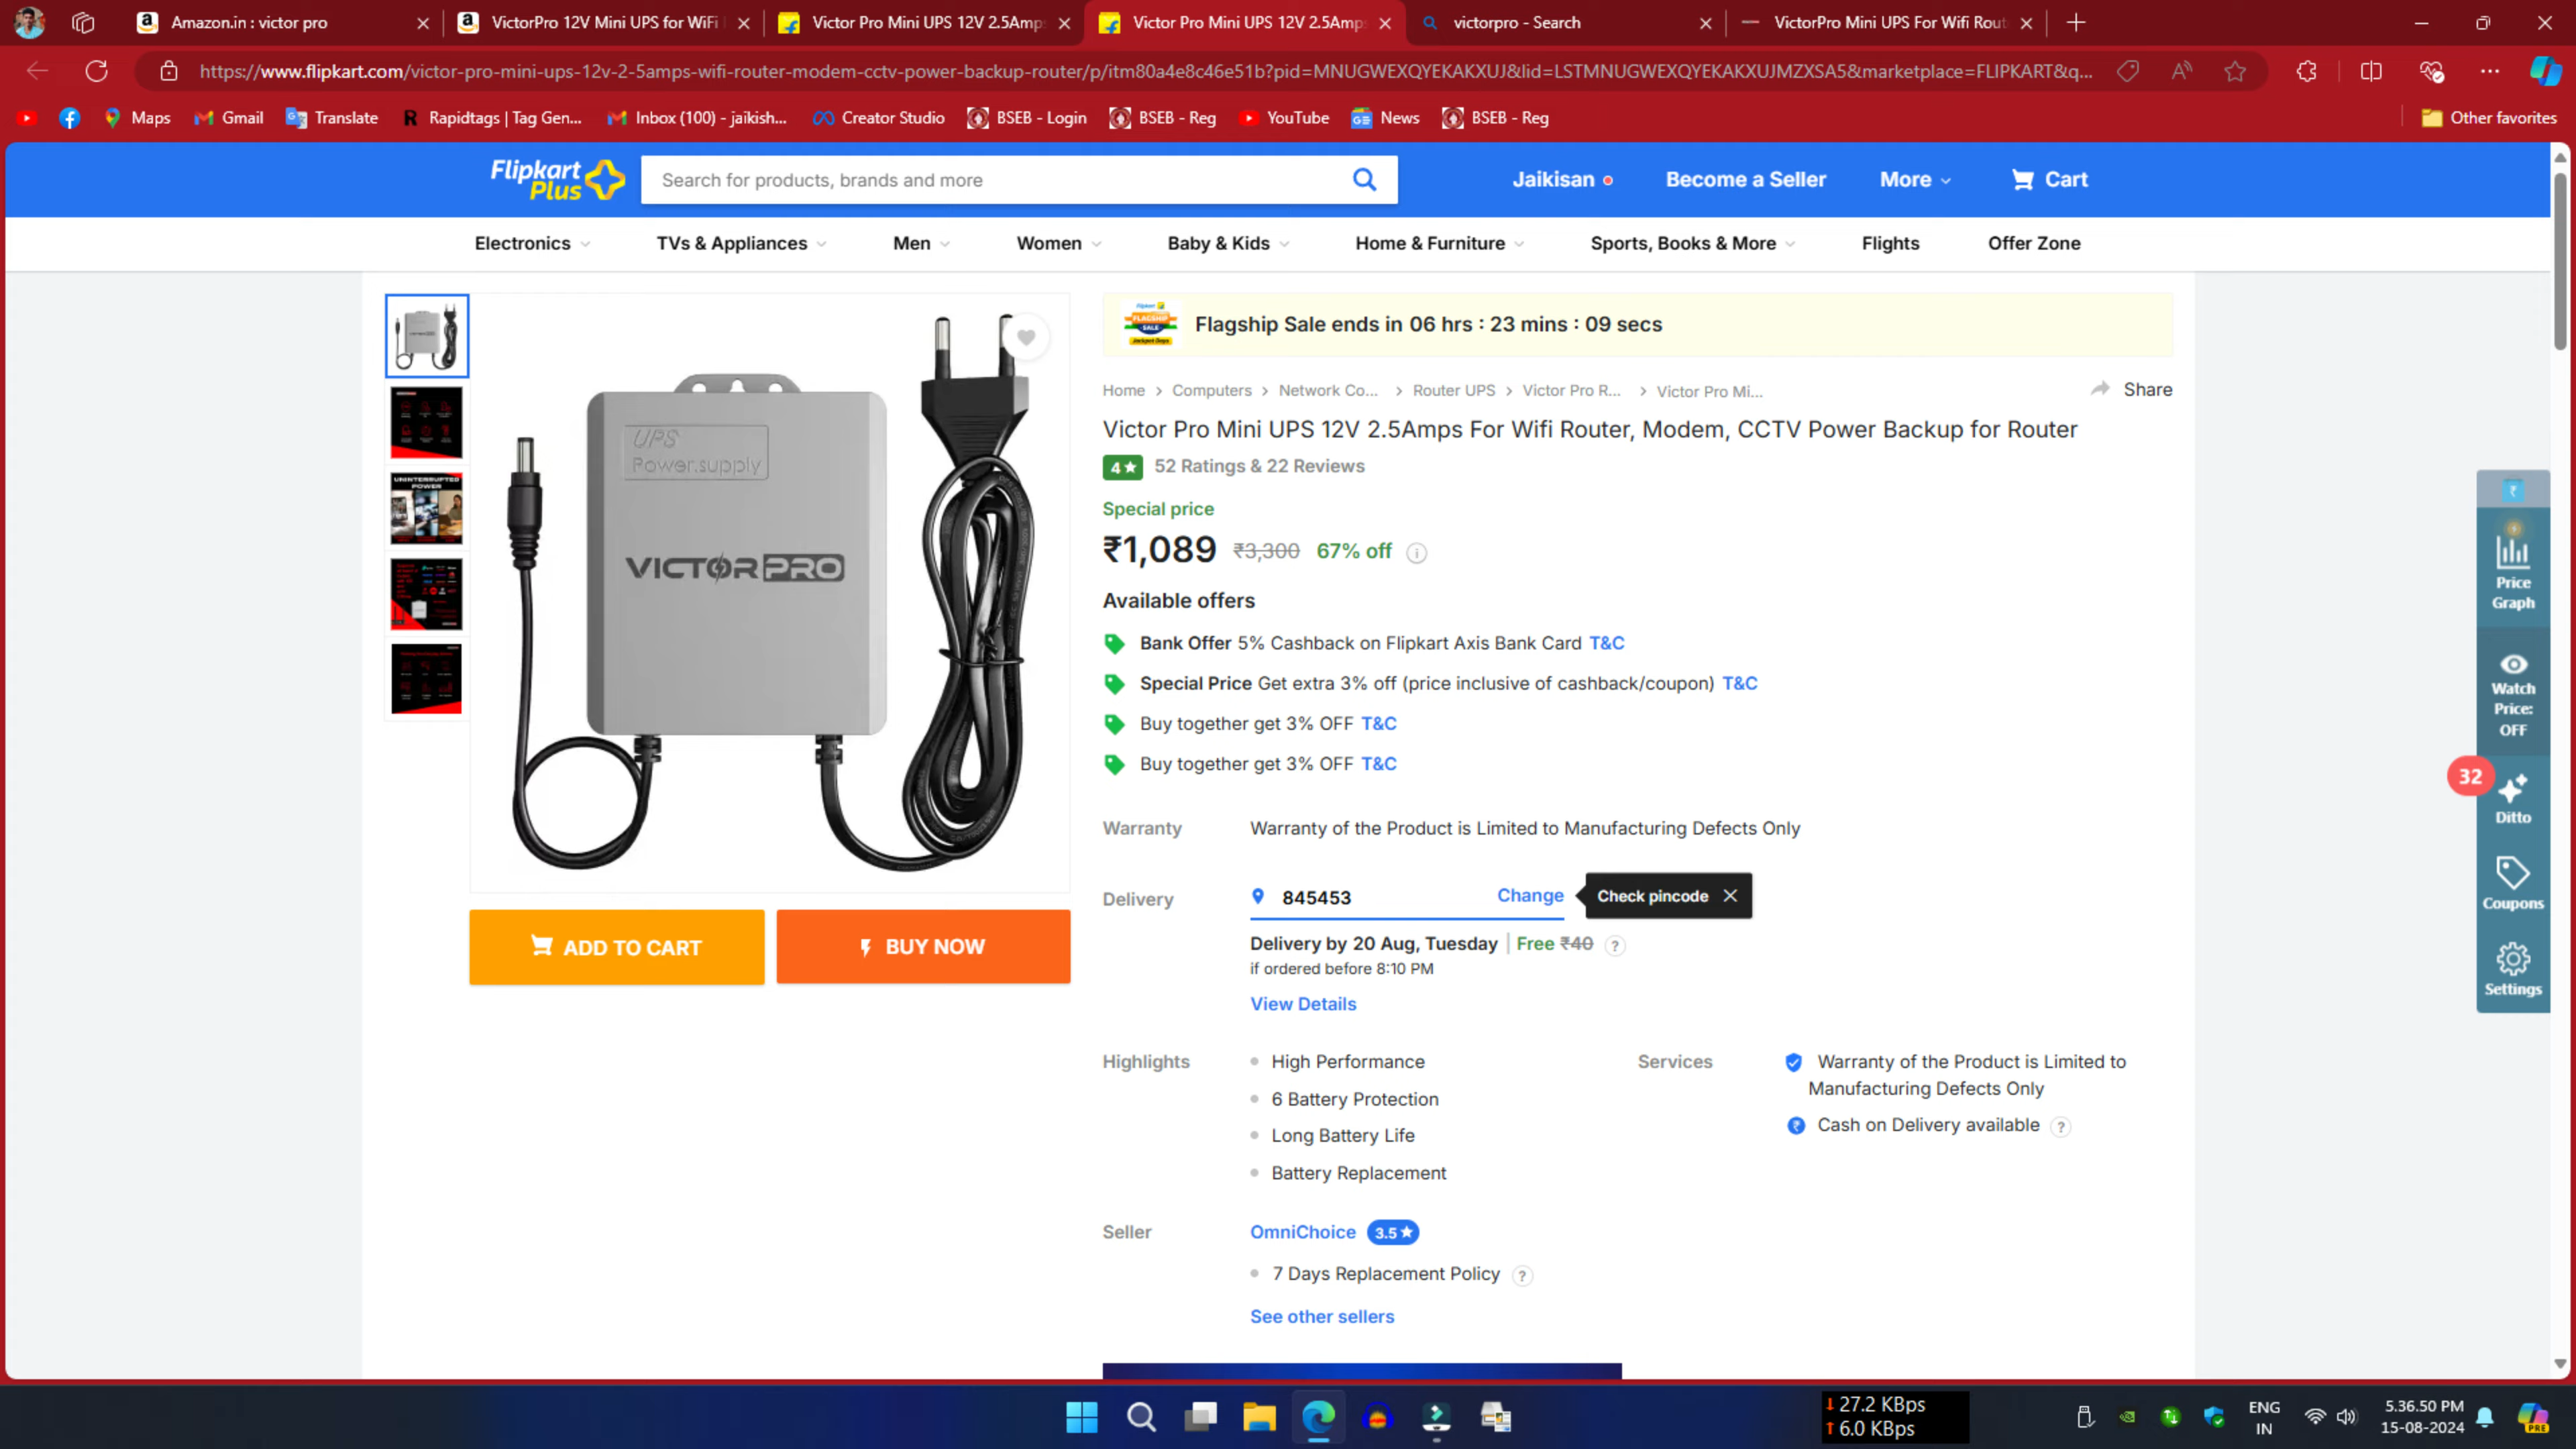 Amazon.in : victor pro
VictorPro 12V Mini UPS for WiFi
Victor Pro Mini UPS 12V 2.5Amps
Victor Pro Mini UPS 12V 2.5Amps
victorpro - Search
VictorPro Mini UPS For Wifi Rout
https://www.flipkart.com/victor-pro-mini-ups-12v-2-5amps-wifi-router-modem-cctv-power-backup-router/p/itm80a4e8c46e51b?pid=MNUGWEXQYEKAKXUJ&lid=LSTMNUGWEXQYEKAKXUJMZXSA5&marketplace=FLIPKART&q...
Maps
Gmail
Translate
Rapidtags | Tag Gen...
Inbox (100) - jaikish...
Creator Studio
BSEB - Login
BSEB - Reg
YouTube
News
BSEB - Reg
Other favorites
Flipkart
Plus
Search for products, brands and more
Jaikisan
Become a Seller
More
Cart
Electronics
TVs & Appliances
Men
Women
Baby & Kids
Home & Furniture
Sports, Books & More
Flights
Offer Zone
UPS
Power.supply
VICTOR PRO
UNINTERRUPTED
POWER
FLAGSHIP
SALE
Flagship Sale ends in 06 hrs : 23 mins : 09 secs
Home > Computers > Network Co... > Router UPS > Victor Pro R... > Victor Pro Mi...
Share
Victor Pro Mini UPS 12V 2.5Amps For Wifi Router, Modem, CCTV Power Backup for Router
4★ 52 Ratings & 22 Reviews
Special price
₹1,089 ₹3,300 67% off
Available offers
Bank Offer 5% Cashback on Flipkart Axis Bank Card T&C
Special Price Get extra 3% off (price inclusive of cashback/coupon) T&C
Buy together get 3% OFF T&C
Buy together get 3% OFF T&C
Warranty
Warranty of the Product is Limited to Manufacturing Defects Only
Delivery
845453
Change
Check pincode
Delivery by 20 Aug, Tuesday | Free ₹40 ?
if ordered before 8:10 PM
View Details
ADD TO CART
BUY NOW
Highlights
High Performance
6 Battery Protection
Long Battery Life
Battery Replacement
Services
Warranty of the Product is Limited to
Manufacturing Defects Only
Cash on Delivery available ?
Seller
OmniChoice 3.5★
7 Days Replacement Policy ?
See other sellers
Price
Graph
Watch
Price:
OFF
32
Ditto
Coupons
Settings
27.2 KBps
6.0 KBps
ENG
IN
5.36.50 PM
15-08-2024
PRE